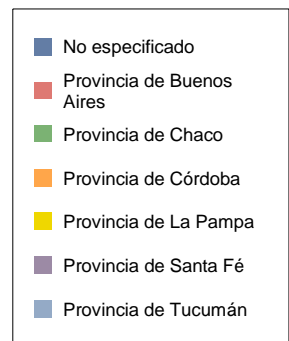 No especificado
Provincia de Buenos
Aires
Provincia de Chaco
Provincia de Córdoba
Provincia de La Pampa
Provincia de Santa Fé
Provincia de Tucumán